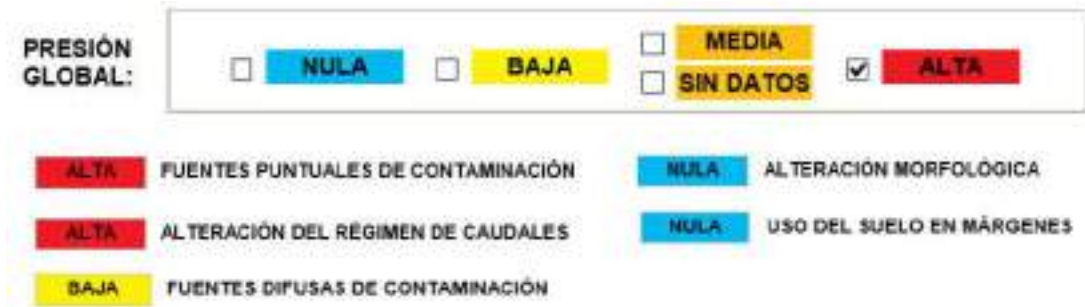 PRESIÓN GLOBAL:
NULA
BAJA
MEDIA
SIN DATOS
ALTA
ALTA FUENTES PUNTUALES DE CONTAMINACIÓN
NULA ALTERACIÓN MORFOLÓGICA
ALTA ALTERACIÓN DEL RÉGIMEN DE CAUDALES
NULA USO DEL SUELO EN MÁRGENES
BAJA FUENTES DIFUSAS DE CONTAMINACIÓN